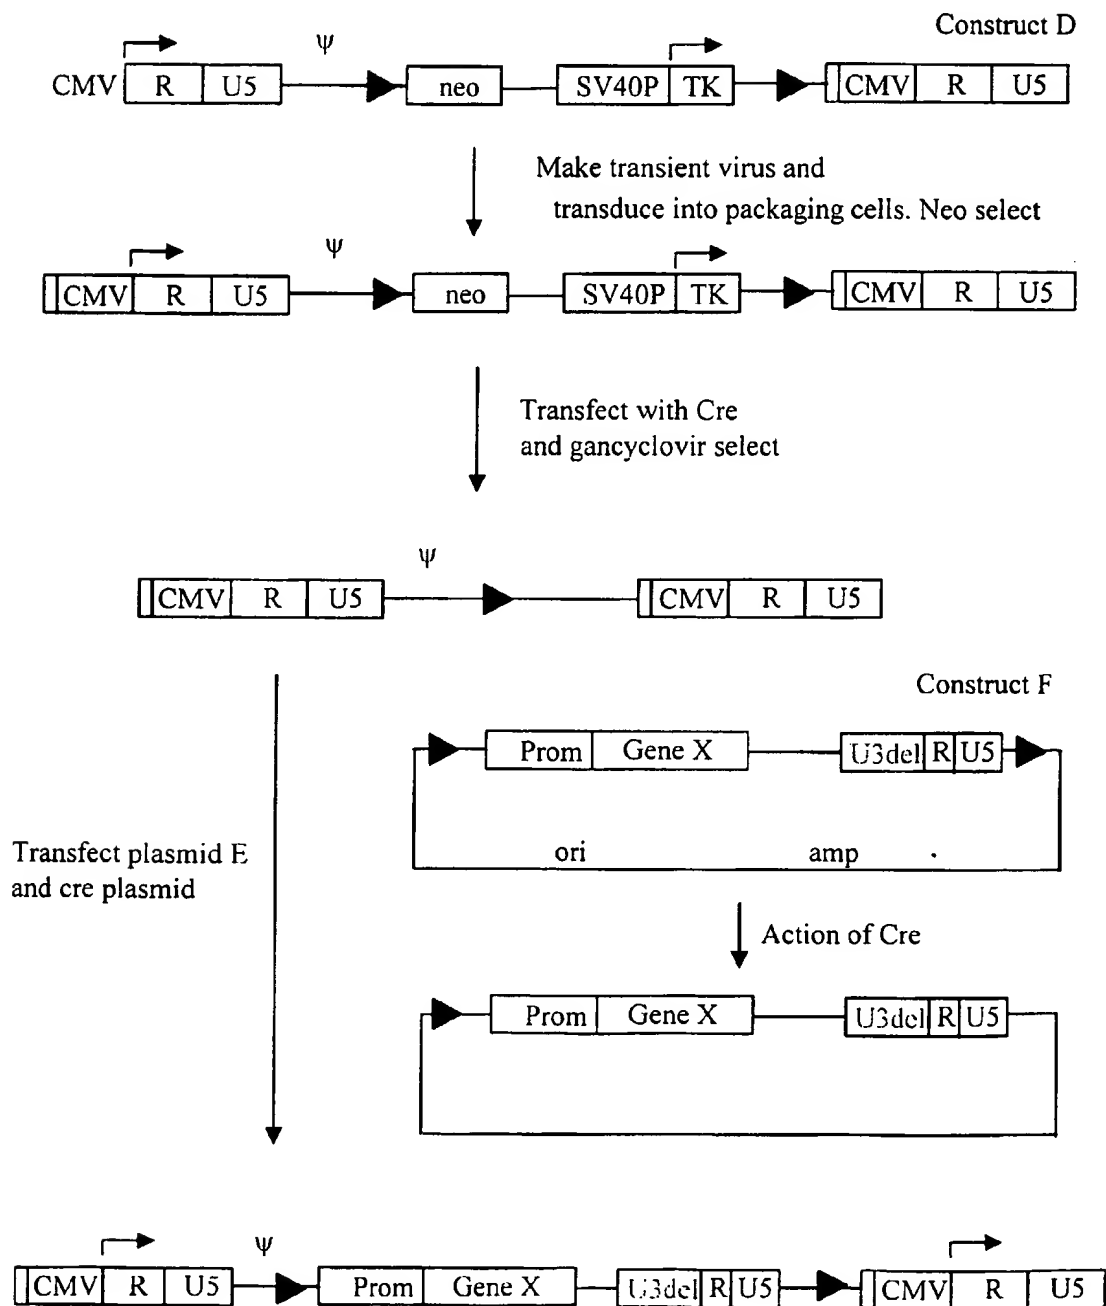 Construct D
ψ
CMV R U5 neo SV40P TK CMV R U5
Make transient virus and
transduce into packaging cells. Neo select
ψ
CMV R U5 neo SV40P TK CMV R U5
Transfect with Cre
and gancyclovir select
ψ
CMV R U5 CMV R U5
Construct F
Prom Gene X U3del R U5
ori amp
Transfect plasmid E
and cre plasmid
Action of Cre
Prom Gene X U3del R U5
ψ
CMV R U5 Prom Gene X U3del R U5 CMV R U5